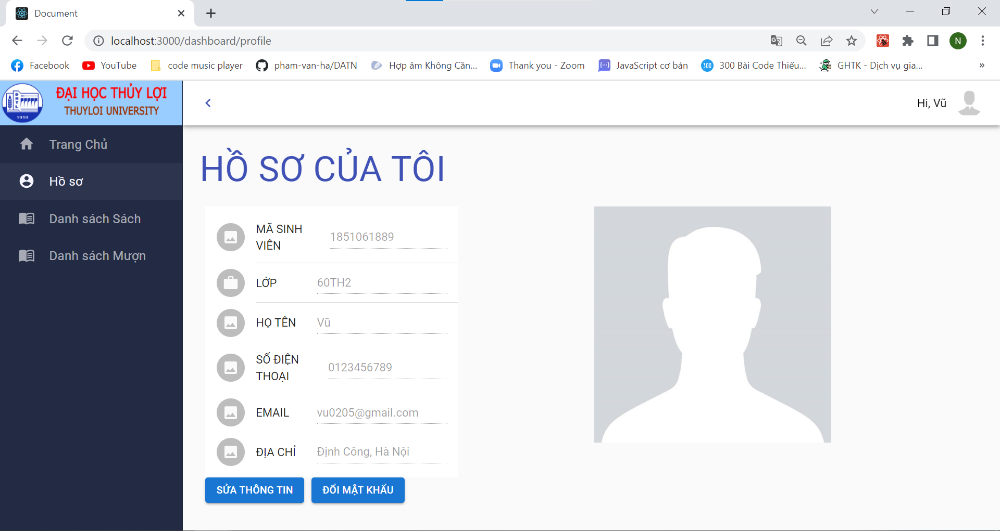 Document
localhost:3000/dashboard/profile
N
Facebook
YouTube
code music player
pham-van-ha/DATN
Hợp âm Không Cần...
Thank you - Zoom
JavaScript cơ bản
300
300 Bài Code Thiếu...
GHTK - Dịch vụ gia...
»
ĐẠI HỌC THỦY LỢI
THUYLOI UNIVERSITY
1959
Hi, Vũ
Trang Chủ
Hồ sơ
Danh sách Sách
Danh sách Mượn
HỒ SƠ CỦA TÔI
MÃ SINH
VIÊN
1851061889
LỚP
60TH2
HỌ TÊN
Vũ
SỐ ĐIỆN
THOẠI
0123456789
EMAIL
vu0205@gmail.com
ĐỊA CHỈ
Định Công, Hà Nội
SỬA THÔNG TIN
ĐỔI MẬT KHẨU